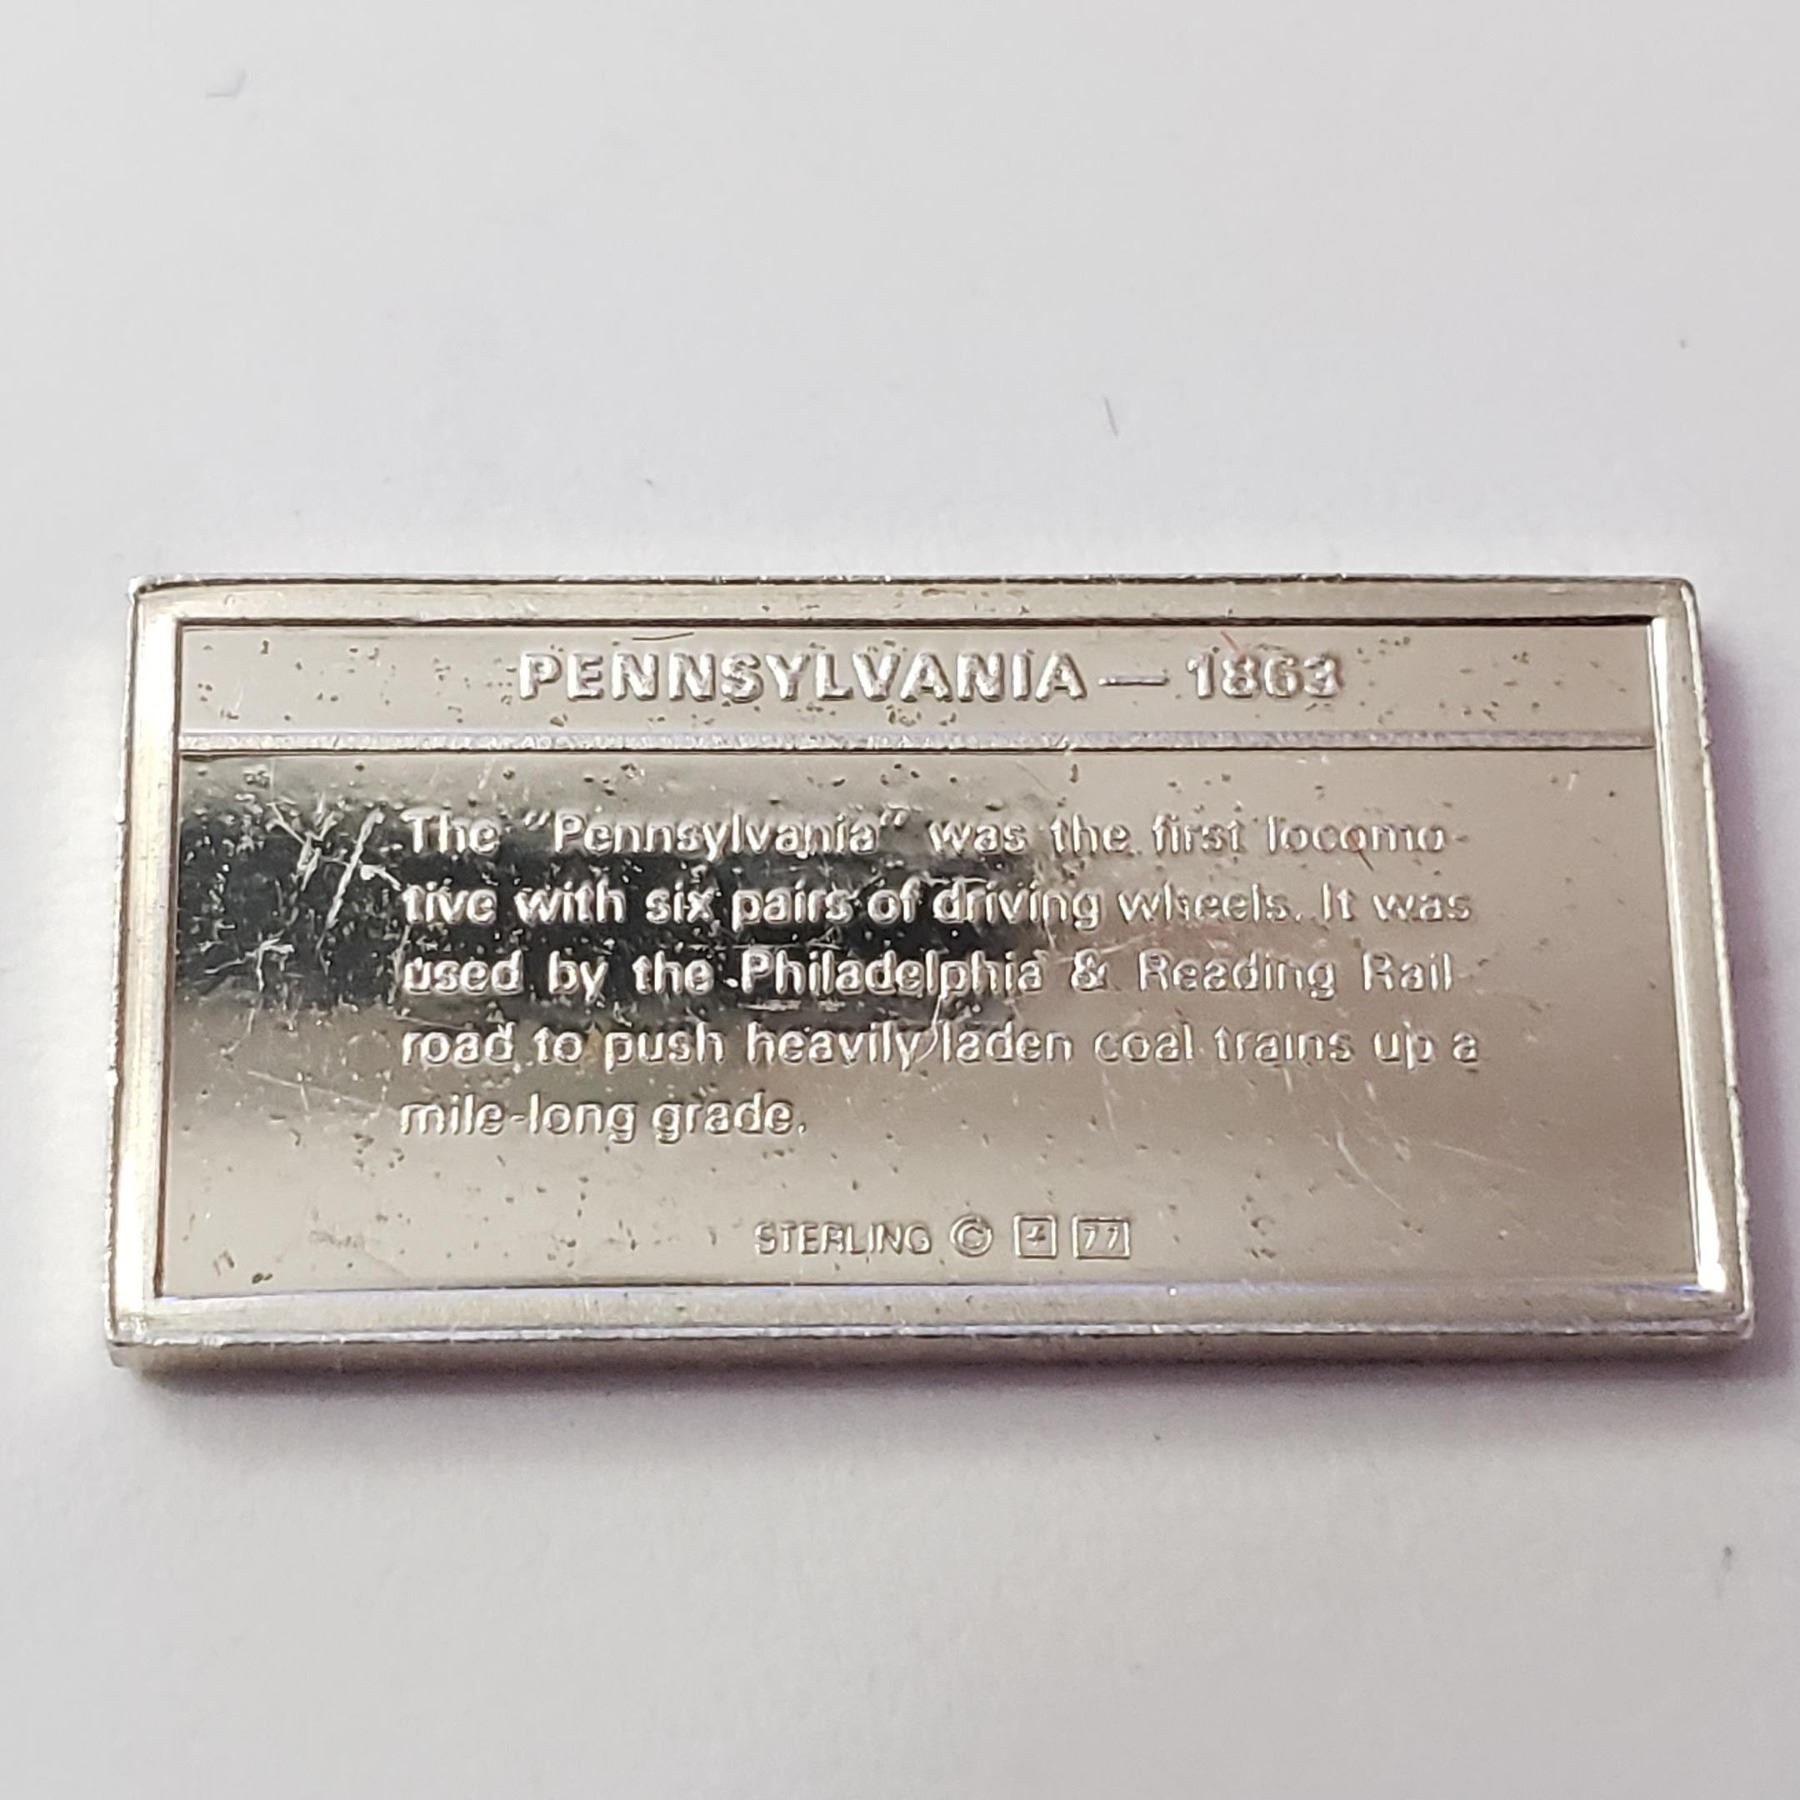 PENNSYLVANIA — 1863
The "Pennsylvania" was the first locomo-
tive with six pairs of driving wheels. It was
used by the Philadelphia & Reading Rail-
road to push heavily laden coal trains up a
mile-long grade.
STERLING © 77